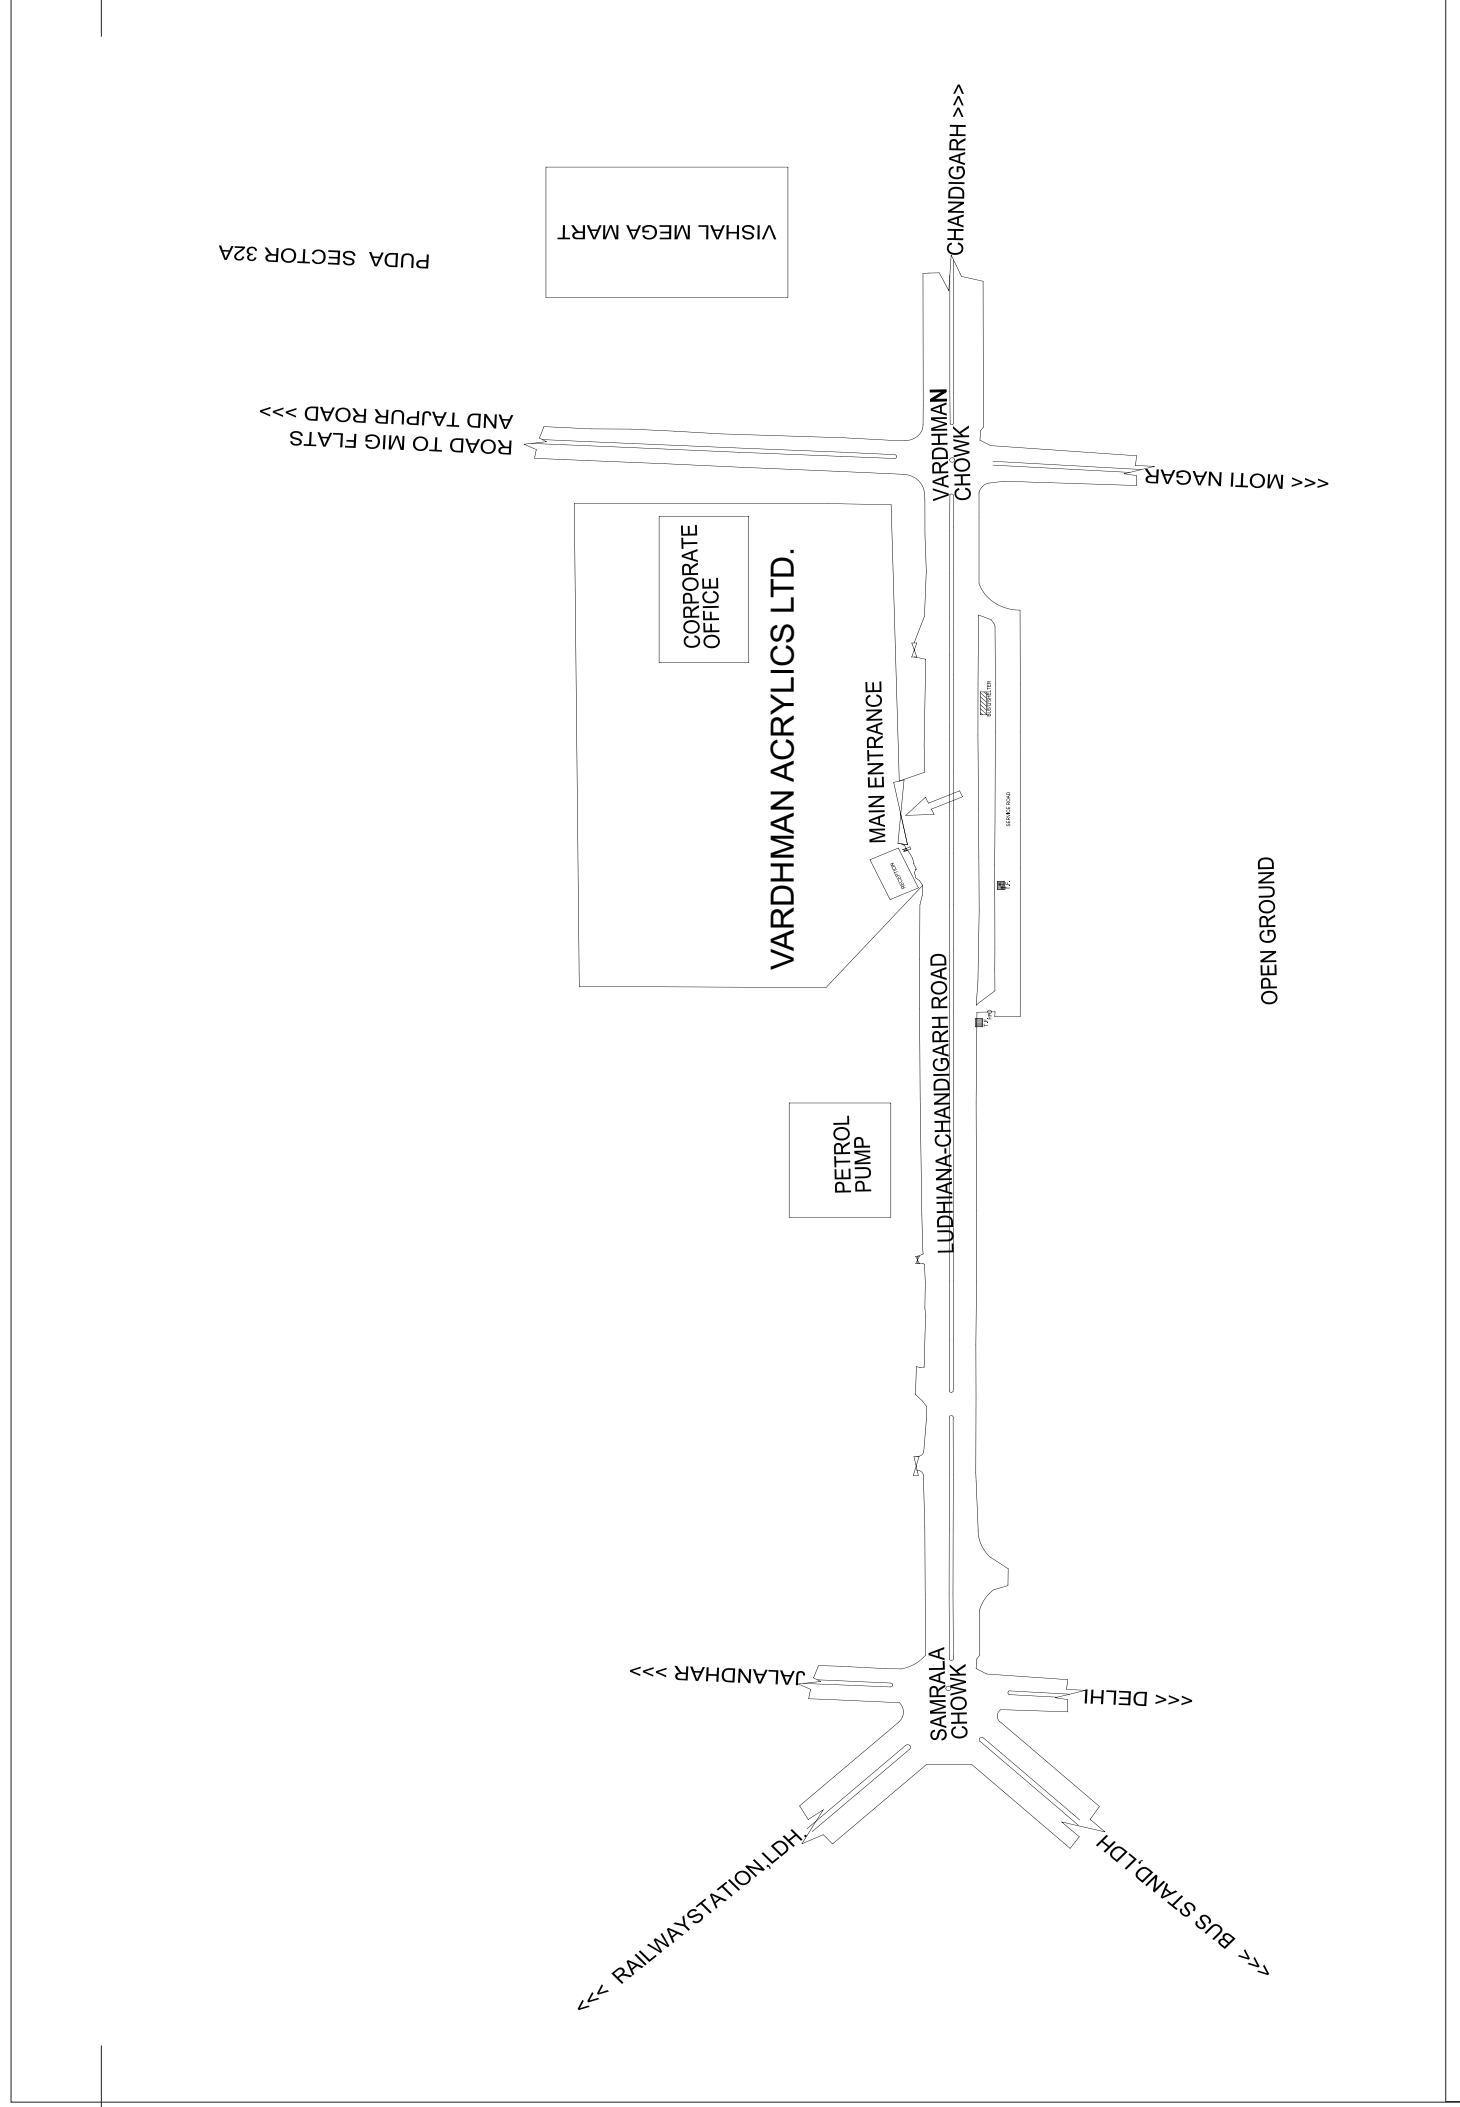 PUDA SECTOR 32A
VISHAL MEGA MART
CHANDIGARH >>>
ROAD TO MIG FLATS
AND TAJPUR ROAD >>>
VARDHMAN
CHOWK
<<< MOTI NAGAR
CORPORATE
OFFICE
VARDHMAN ACRYLICS LTD.
MAIN ENTRANCE
RECEPTION
SERVICE ROAD
T.F.
OPEN GROUND
LUDHIANA-CHANDIGARH ROAD
T.F.
PETROL
PUMP
JALANDHAR >>>
SAMRALA
CHOWK
<<< DELHI
<<< RAILWAYSTATION,LDH.
<<< BUS STAND,LDH